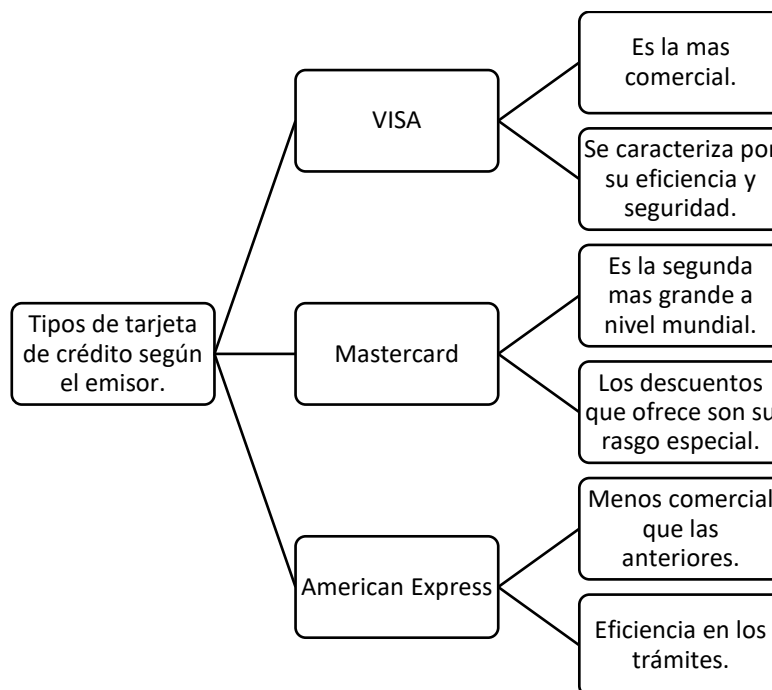 Tipos de tarjeta
de crédito según
el emisor.
VISA
Es la mas
comercial.
Se caracteriza por
su eficiencia y
seguridad.
Mastercard
Es la segunda
mas grande a
nivel mundial.
Los descuentos
que ofrece son su
rasgo especial.
American Express
Menos comercial
que las
anteriores.
Eficiencia en los
trámites.